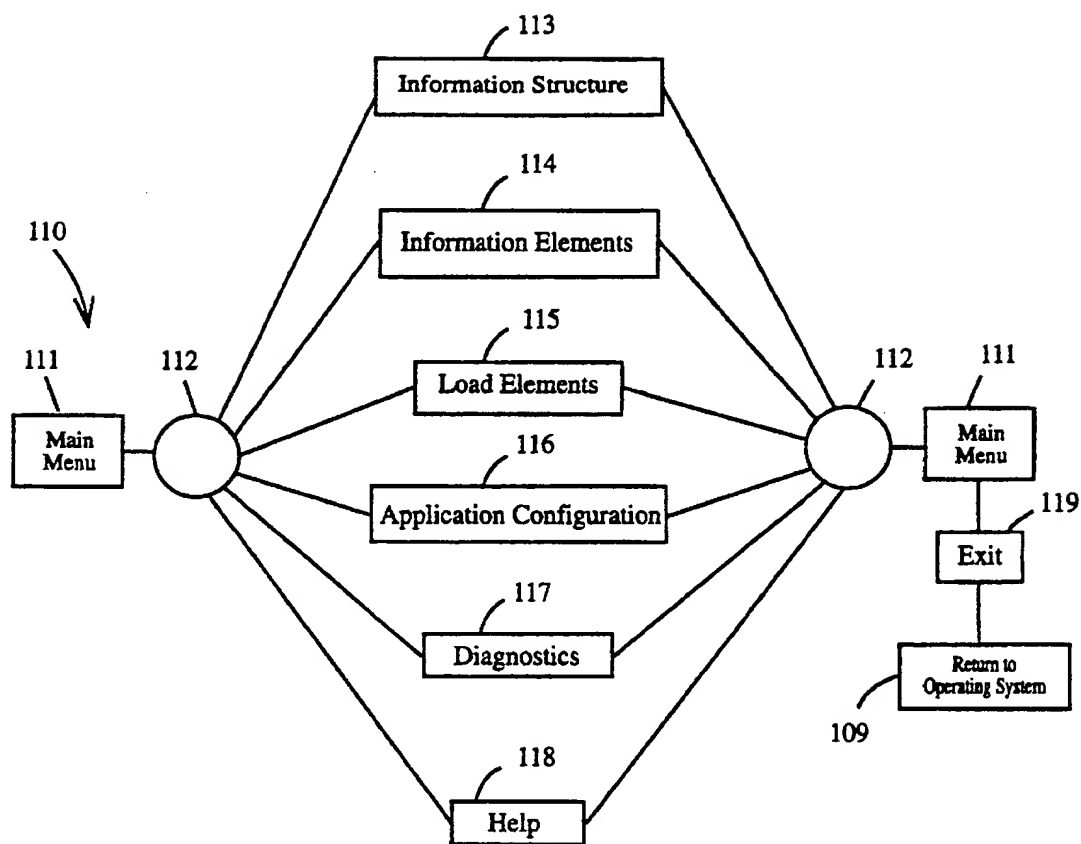 113
Information Structure
114
Information Elements
110
115
111
112
Load Elements
112
111
Main
Menu
116
Main
Menu
Application Configuration
119
Exit
117
Diagnostics
Return to
Operating System
109
118
Help